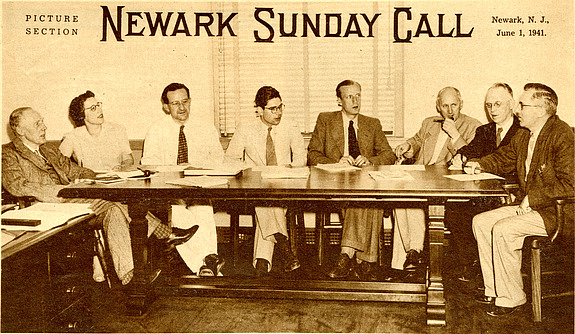 PICTURE
SECTION
NEWARK SUNDAY CALL
Newark, N. J.,
June 1, 1941.